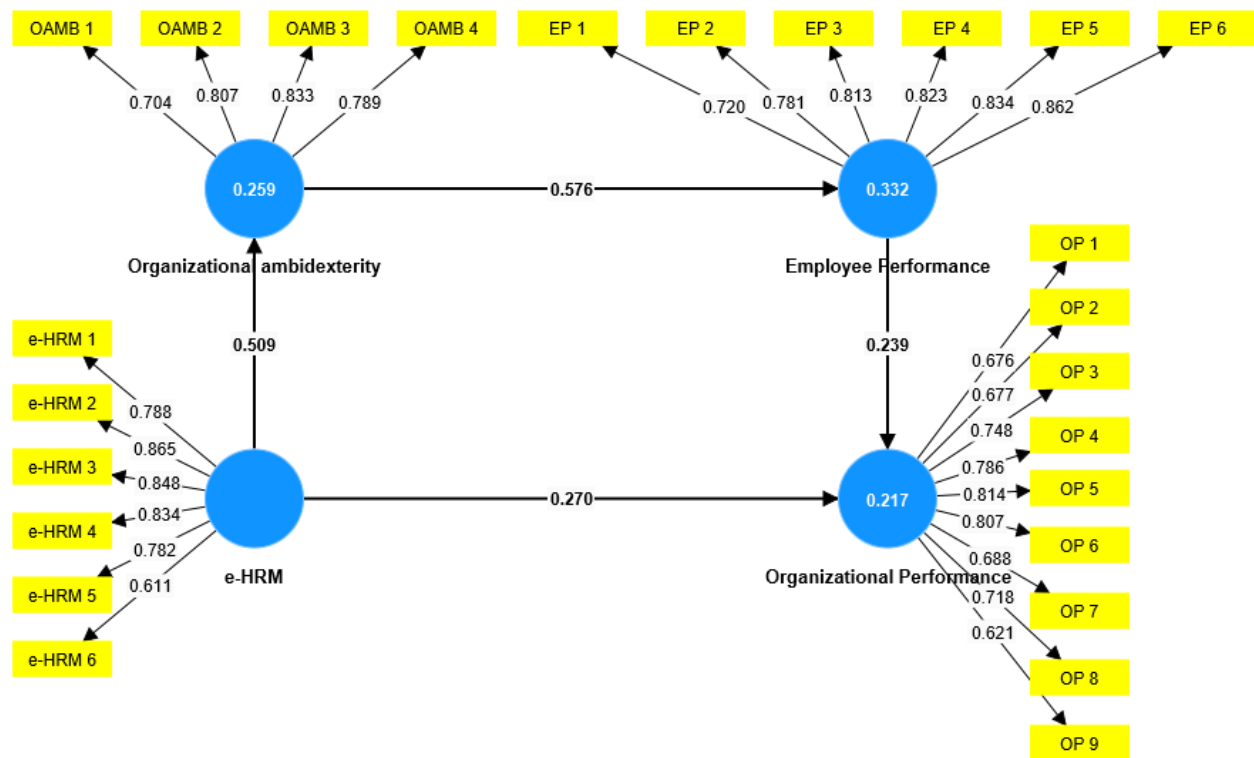 OAMB 1
OAMB 2
OAMB 3
OAMB 4
EP 1
EP 2
EP 3
EP 4
EP 5
EP 6
0.704
0.807
0.833
0.789
0.720
0.781
0.813
0.823
0.834
0.862
0.259
0.576
0.332
Organizational ambidexterity
Employee Performance
0.509
0.239
e-HRM 1
e-HRM 2
e-HRM 3
e-HRM 4
e-HRM 5
e-HRM 6
0.788
0.865
0.848
0.834
0.782
0.611
e-HRM
0.270
0.217
Organizational Performance
OP 1
OP 2
OP 3
OP 4
OP 5
OP 6
OP 7
OP 8
OP 9
0.676
0.677
0.748
0.786
0.814
0.807
0.688
0.718
0.621